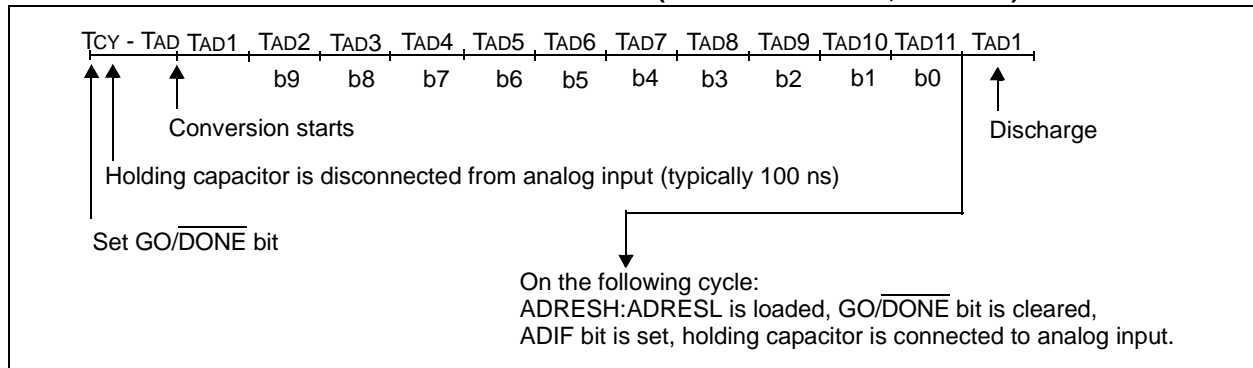 TCY - TAD TAD1 TAD2 TAD3 TAD4 TAD5 TAD6 TAD7 TAD8 TAD9 TAD10 TAD11 TAD1
b9 b8 b7 b6 b5 b4 b3 b2 b1 b0
Conversion starts
Discharge
Holding capacitor is disconnected from analog input (typically 100 ns)
Set GO/DONE bit
On the following cycle:
ADRESH:ADRESL is loaded, GO/DONE bit is cleared,
ADIF bit is set, holding capacitor is connected to analog input.